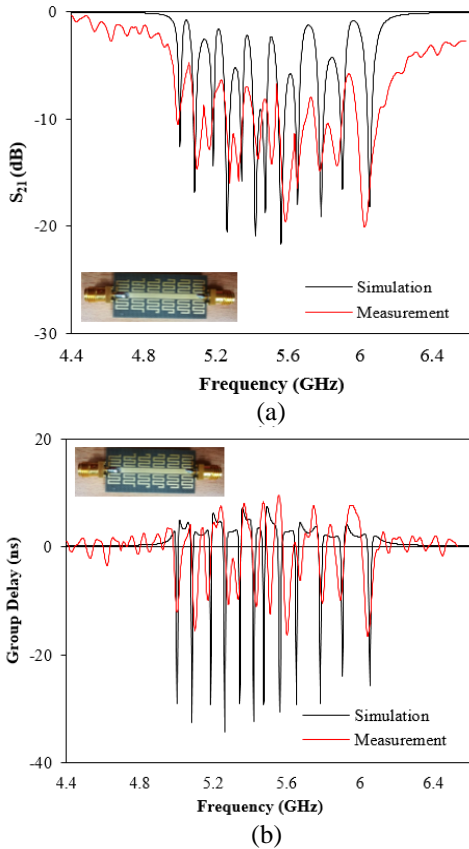 0
-10
-20
-30
S21 (dB)
Simulation
Measurement
4.4 4.8 5.2 5.6 6 6.4
Frequency (GHz)
(a)
20
0
-20
-40
Group Delay (ns)
Simulation
Measurement
4.4 4.8 5.2 5.6 6 6.4
Frequency (GHz)
(b)